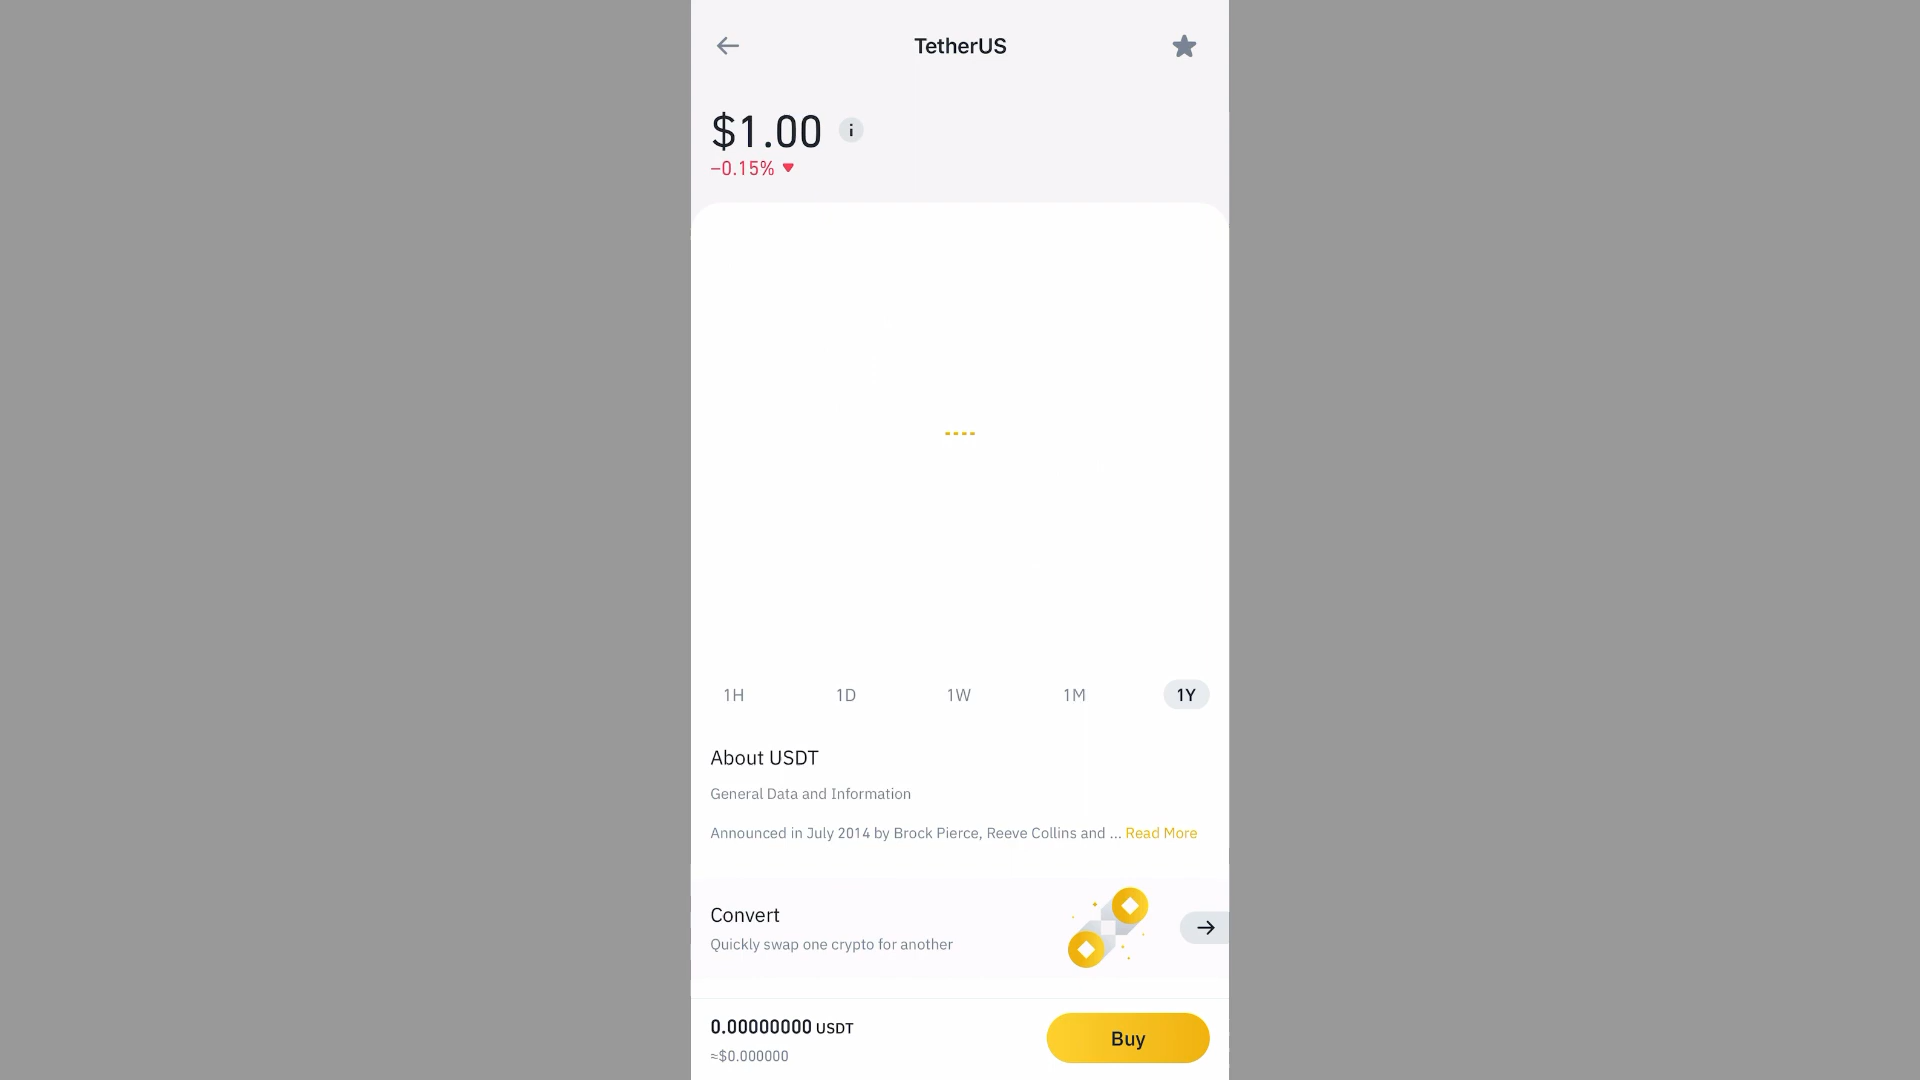 TetherUS
$1.00 i
-0.15%
1H 1D 1W 1M 1Y
About USDT
General Data and Information
Announced in July 2014 by Brock Pierce, Reeve Collins and ... Read More
Convert
Quickly swap one crypto for another
0.00000000 USDT
≈$0.000000
Buy